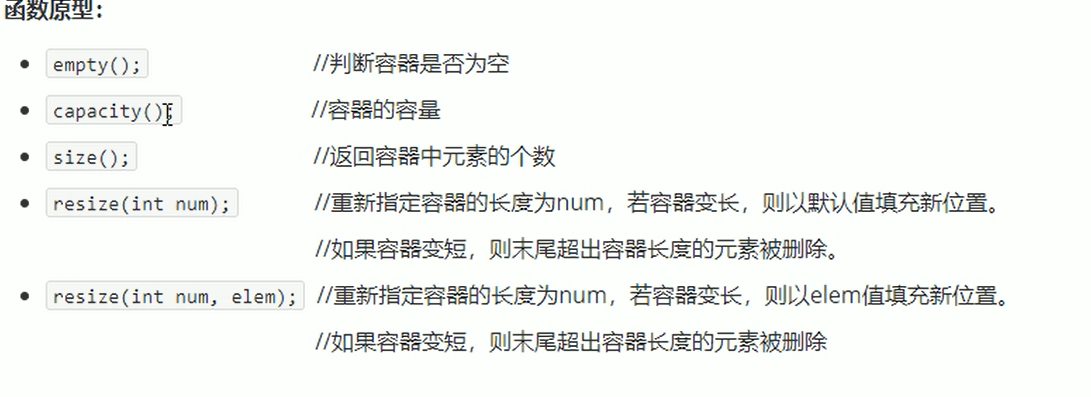 函数原型：
empty(); //判断容器是否为空
capacity(); //容器的容量
size(); //返回容器中元素的个数
resize(int num); //重新指定容器的长度为num，若容器变长，则以默认值填充新位置。
//如果容器变短，则末尾超出容器长度的元素被删除。
resize(int num, elem); //重新指定容器的长度为num，若容器变长，则以elem值填充新位置。
//如果容器变短，则末尾超出容器长度的元素被删除